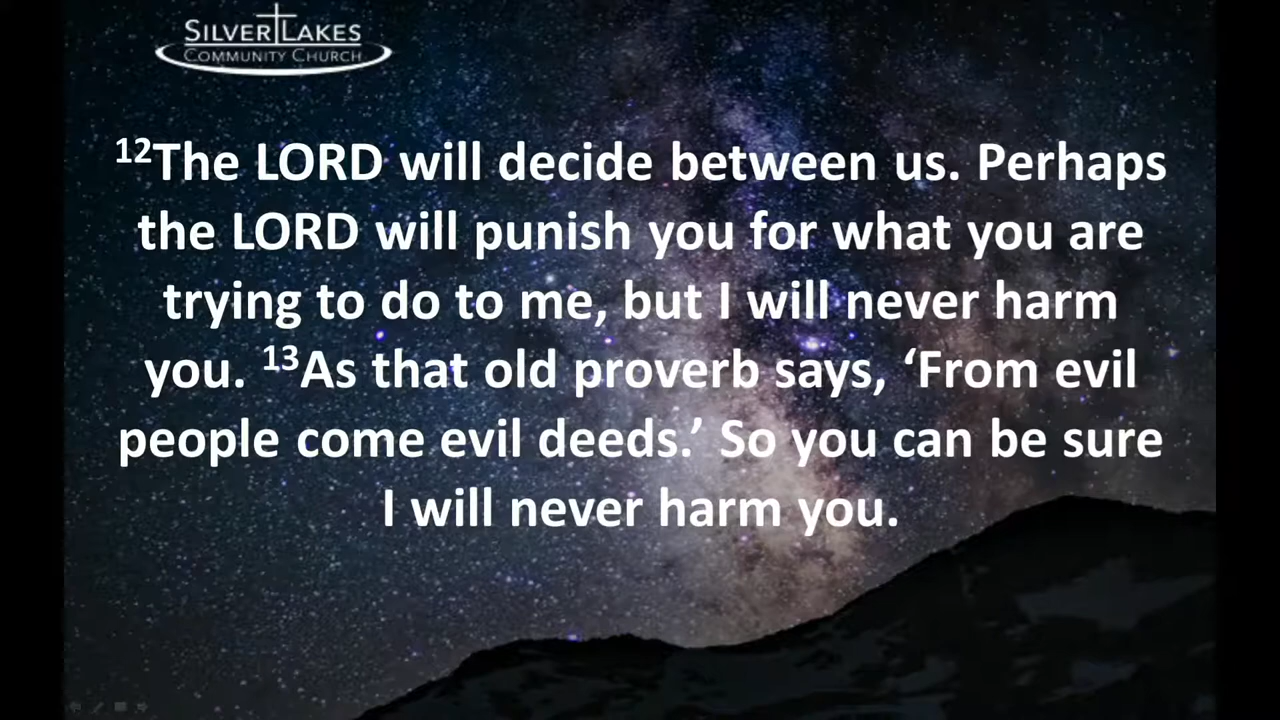 SILVER LAKES
COMMUNITY CHURCH
12The LORD will decide between us. Perhaps
the LORD will punish you for what you are
trying to do to me, but I will never harm
you. 13As that old proverb says, ‘From evil
people come evil deeds.’ So you can be sure
I will never harm you.